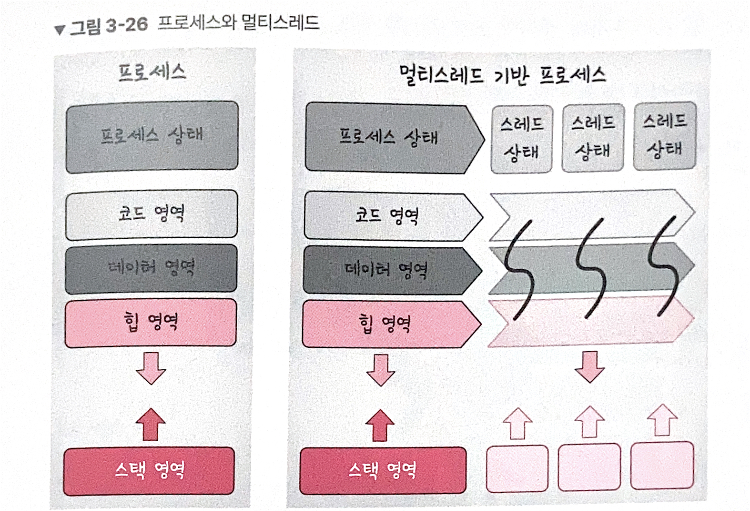 ▼ 그림 3-26 프로세스와 멀티스레드
프로세스
프로세스 상태
코드 영역
데이터 영역
힙 영역
스택 영역
멀티스레드 기반 프로세스
프로세스 상태
스레드
상태
스레드
상태
스레드
상태
코드 영역
데이터 영역
힙 영역
스택 영역